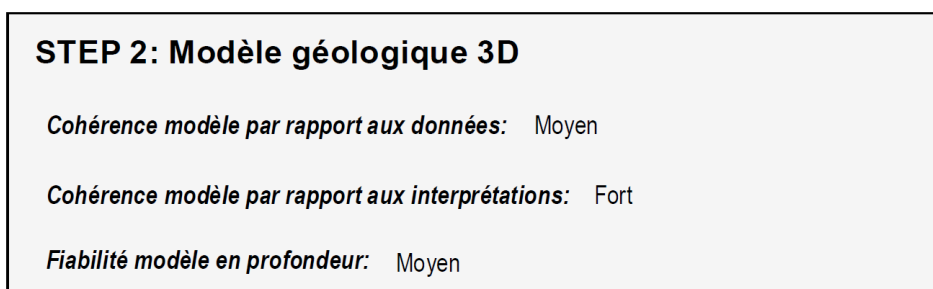 STEP 2: Modèle géologique 3D
Cohérence modèle par rapport aux données: Moyen
Cohérence modèle par rapport aux interprétations: Fort
Fiabilité modèle en profondeur: Moyen